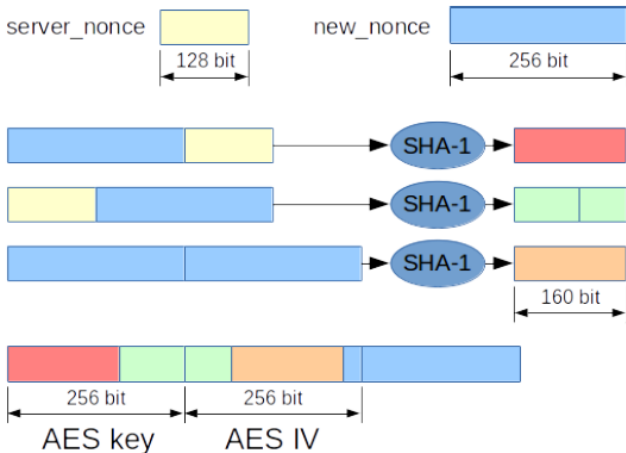 server_nonce
new_nonce
128 bit
256 bit
SHA-1
SHA-1
SHA-1
160 bit
256 bit
256 bit
AES key
AES IV